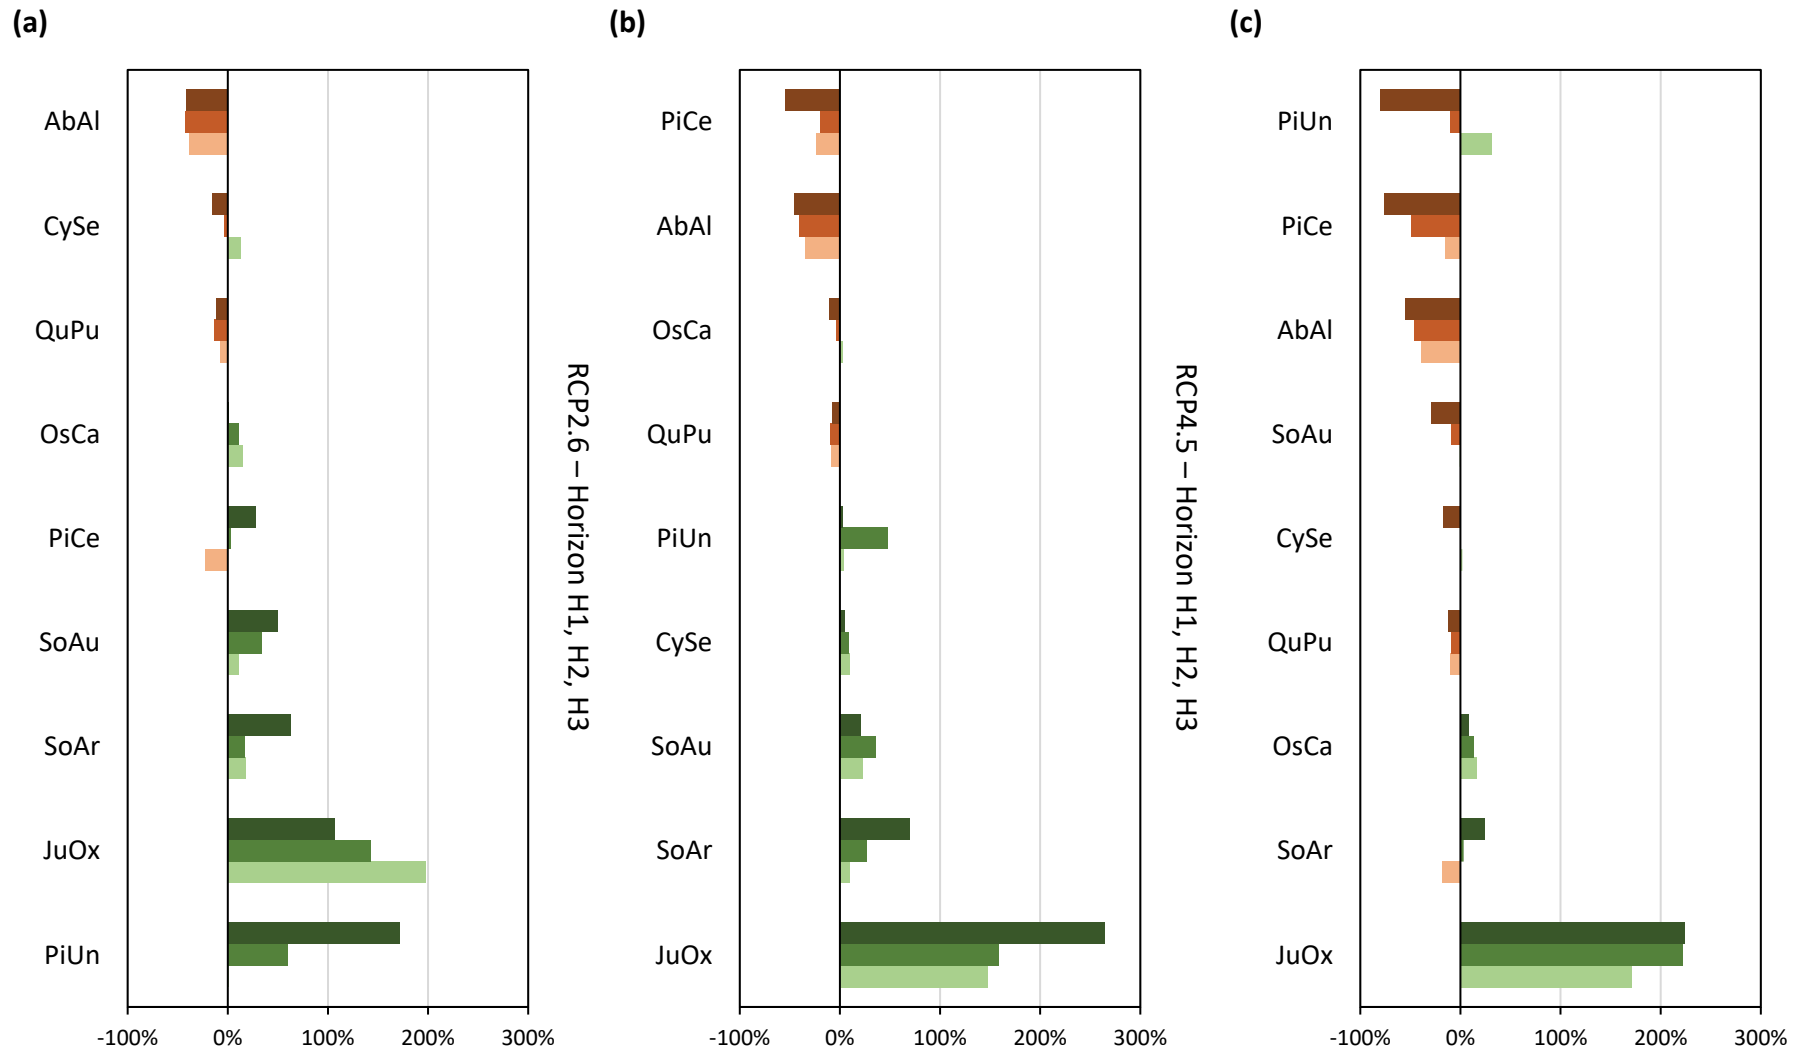 (a)
AbAl
CySe
QuPu
OsCa
PiCe
SoAu
SoAr
JuOx
PiUn
-100% 0% 100% 200% 300%
RCP2.6 – Horizon H1, H2, H3
(b)
PiCe
AbAl
OsCa
QuPu
PiUn
CySe
SoAu
SoAr
JuOx
-100% 0% 100% 200% 300%
RCP4.5 – Horizon H1, H2, H3
(c)
PiUn
PiCe
AbAl
SoAu
CySe
QuPu
OsCa
SoAr
JuOx
-100% 0% 100% 200% 300%